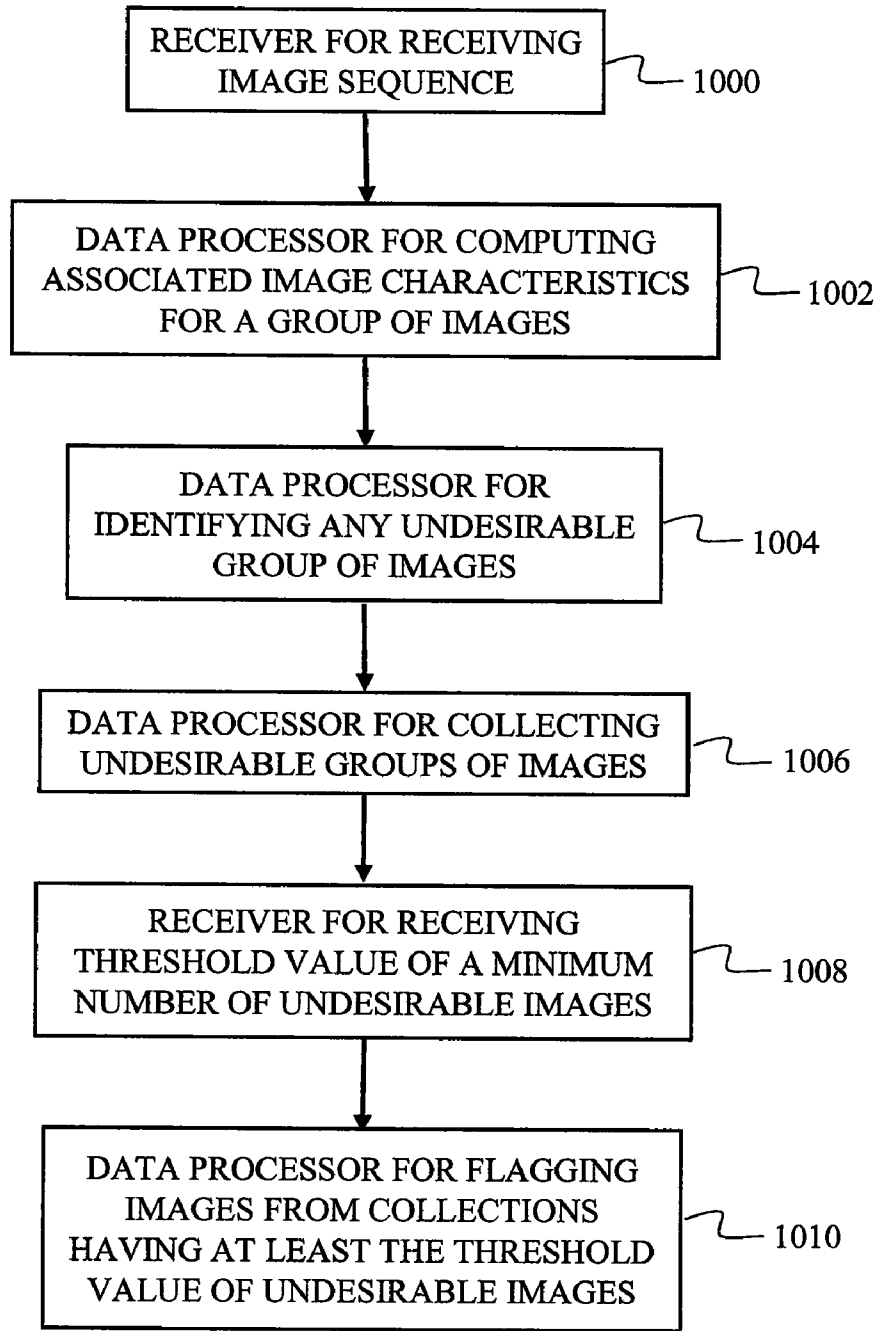 RECEIVER FOR RECEIVING
IMAGE SEQUENCE
1000
DATA PROCESSOR FOR COMPUTING
ASSOCIATED IMAGE CHARACTERISTICS
FOR A GROUP OF IMAGES
1002
DATA PROCESSOR FOR
IDENTIFYING ANY UNDESIRABLE
GROUP OF IMAGES
1004
DATA PROCESSOR FOR COLLECTING
UNDESIRABLE GROUPS OF IMAGES
1006
RECEIVER FOR RECEIVING
THRESHOLD VALUE OF A MINIMUM
NUMBER OF UNDESIRABLE IMAGES
1008
DATA PROCESSOR FOR FLAGGING
IMAGES FROM COLLECTIONS
HAVING AT LEAST THE THRESHOLD
VALUE OF UNDESIRABLE IMAGES
1010